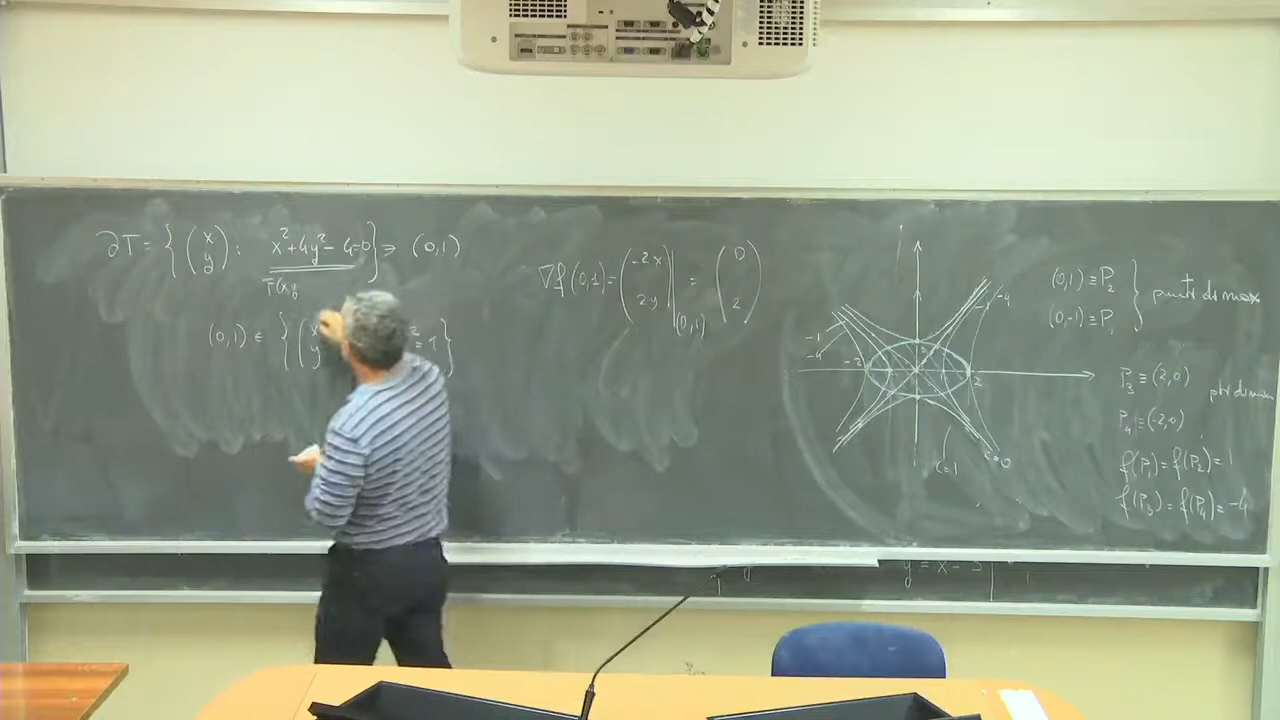 ∂T = { (x y) : x²+4y²-4=0 } ⇒ (0,1)
F(x,y
(0,1) ∈ { (x y) = 1 }
∇f(0,1) = (-2x 2y)|(0,1) = (0 2)
-1 -4
-1
-4
-2 2
c=1 c=0
(0,1) ≡ P₂
(0,-1) ≡ P₁
punti di max
P₃ ≡ (2,0)
P₄ ≡ (-2,0)
f(P₁) = f(P₂) = 1
f(P₃) = f(P₄) = -4
y = x -